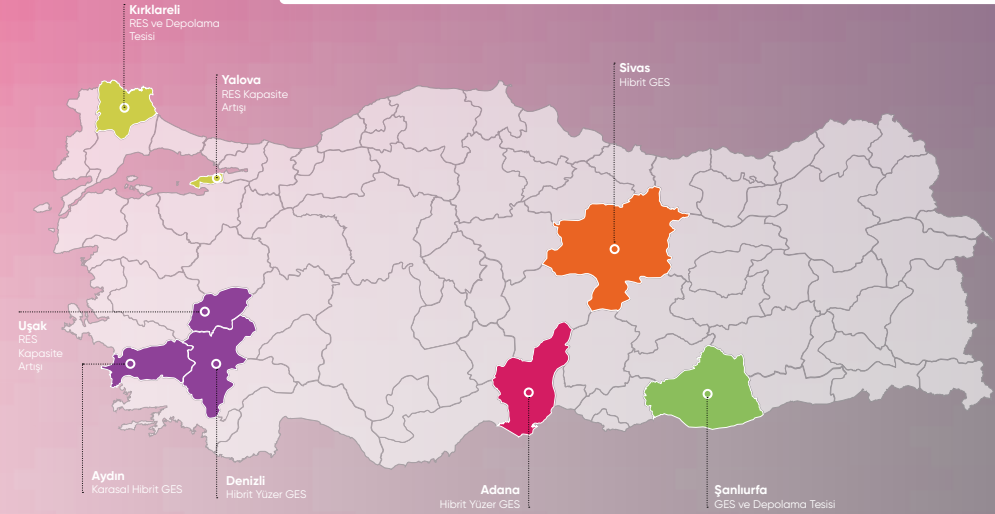 Kırklareli
RES ve Depolama
Tesisi
Yalova
RES Kapasite
Artışı
Sivas
Hibrit GES
Uşak
RES
Kapasite
Artışı
Aydın
Karasal Hibrit GES
Denizli
Hibrit Yüzer GES
Adana
Hibrit Yüzer GES
Şanlıurfa
GES ve Depolama Tesisi